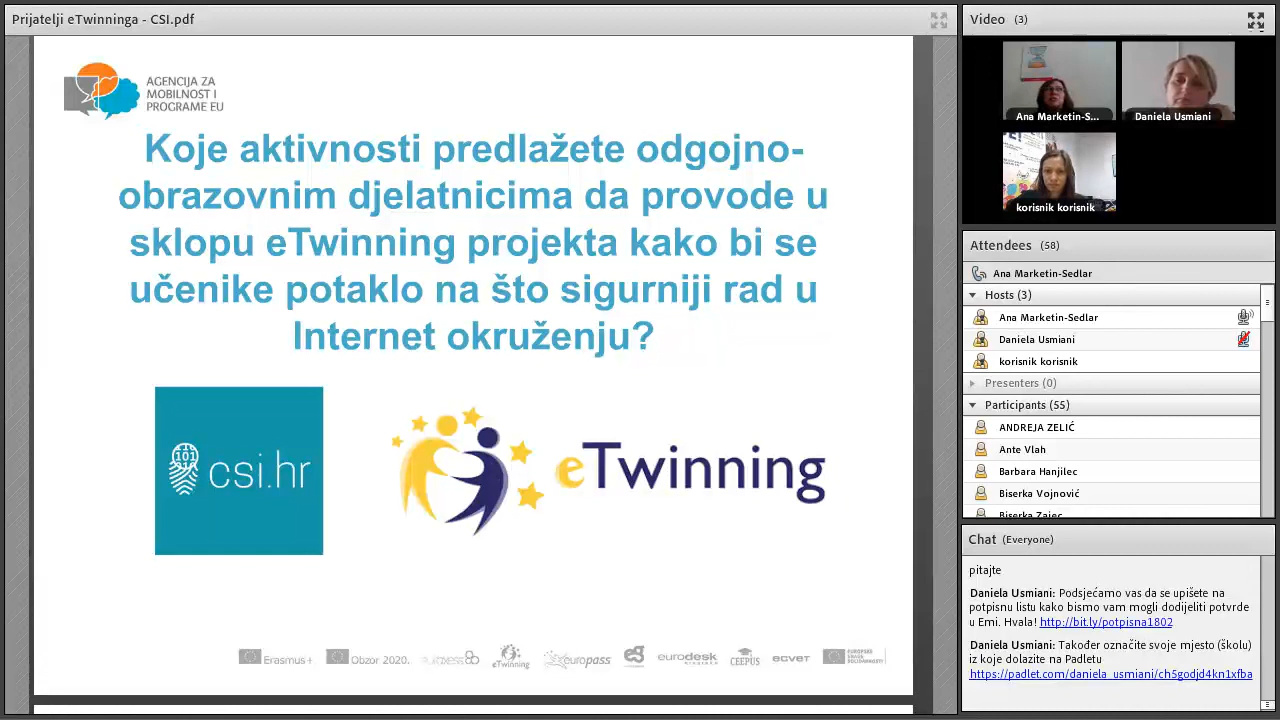 Prijatelji eTwinninga - CSI.pdf
AGENCIJA ZA
MOBILNOST I
PROGRAME EU
Koje aktivnosti predlažete odgojno-
obrazovnim djelatnicima da provode u
sklopu eTwinning projekta kako bi se
učenike potaklo na što sigurniji rad u
Internet okruženju?
101
csi.hr
eTwinning
Erasmus+
Obzor 2020.
eTwinning
europass
eurodesk
CEEPUS
ecvet
Video (3)
Ana Marketin-S...
Daniela Usmiani
korisnik korisnik
Attendees (58)
Ana Marketin-Sedlar
Hosts (3)
Ana Marketin-Sedlar
Daniela Usmiani
korisnik korisnik
Presenters (0)
Participants (55)
ANDREJA ZELIĆ
Ante Vlah
Barbara Hanjilec
Biserka Vojnović
Biserka Zajec
Chat (Everyone)
pitajte
Daniela Usmiani: Podsjećamo vas da se upišete na
potpisnu listu kako bismo vam mogli dodijeliti potvrde
u Emi. Hvala! http://bit.ly/potpisna1802
Daniela Usmiani: Također označite svoje mjesto (školu)
iz koje dolazite na Padletu
https://padlet.com/daniela_usmiani/ch5godjd4kn1xfba